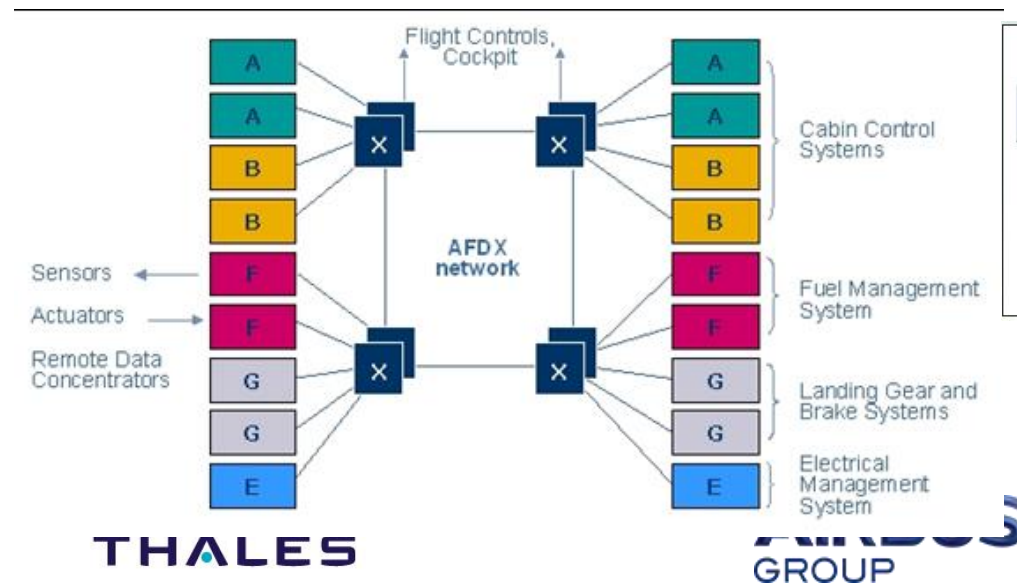 Flight Controls,
Cockpit
A
A
B
B
F
F
G
G
E
X
X
X
X
AFDX
network
A
A
B
B
F
F
G
G
E
Sensors
Actuators
Remote Data
Concentrators
Cabin Control
Systems
Fuel Management
System
Landing Gear and
Brake Systems
Electrical
Management
System
THALES
AIRBUS
GROUP